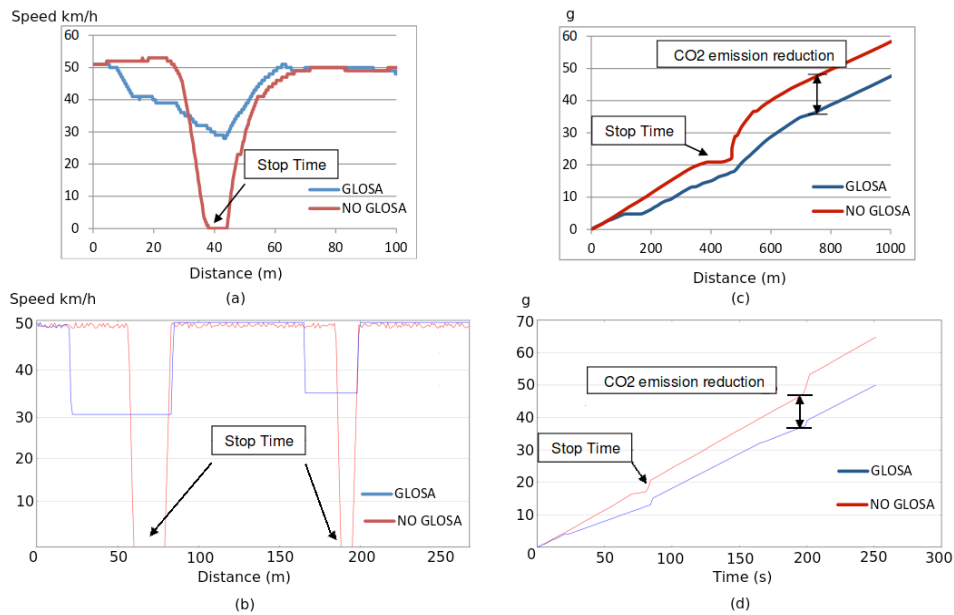 Speed km/h
60
50
40
30
20
10
0
Stop Time
GLOSA
NO GLOSA
0
20
40
60
80
100
Distance (m)
(a)
g
60
50
40
30
20
10
0
CO2 emission reduction
Stop Time
GLOSA
NO GLOSA
0
200
400
600
800
1000
Distance (m)
(c)
Speed km/h
50
40
30
20
10
Stop Time
GLOSA
NO GLOSA
0
50
100
150
200
250
Distance (m)
(b)
g
70
60
50
40
30
20
10
0
CO2 emission reduction
Stop Time
GLOSA
NO GLOSA
0
50
100
150
200
250
300
Time (s)
(d)